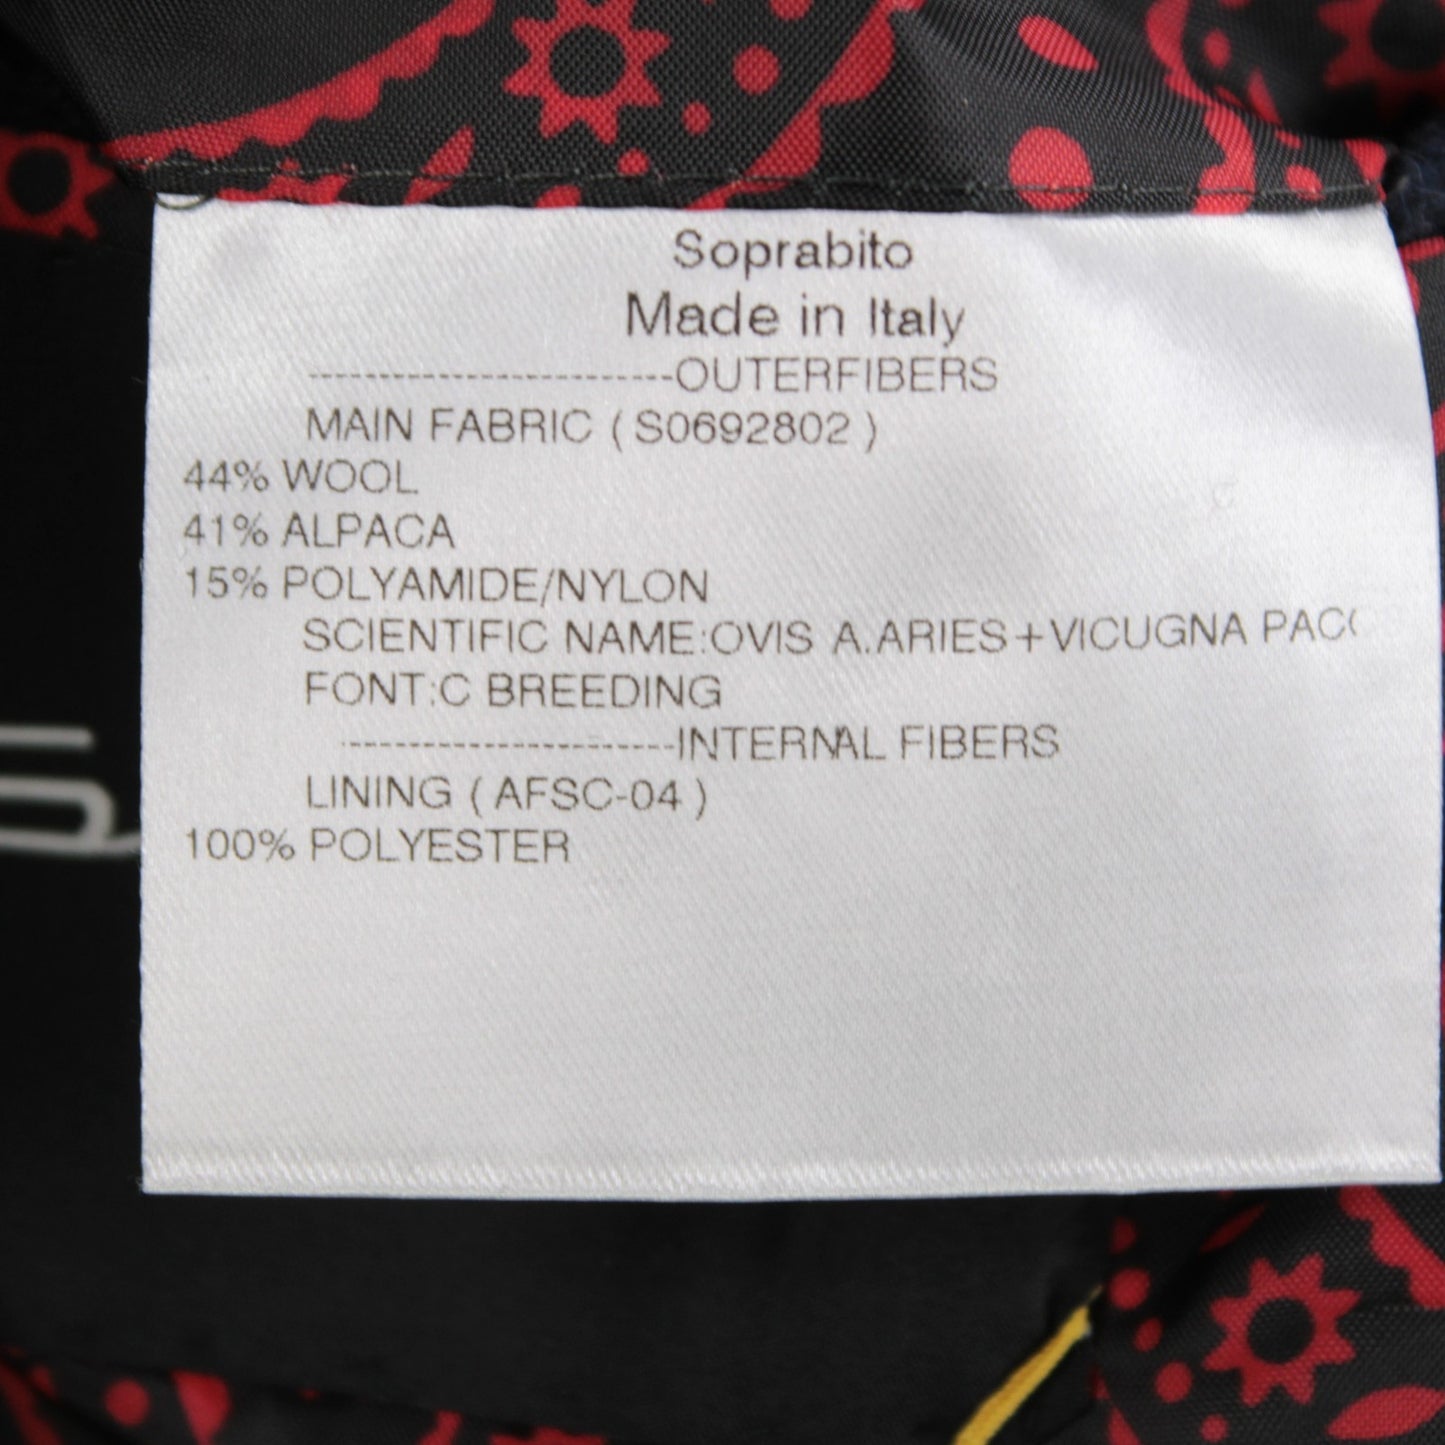 Soprabito
Made in Italy
-------------------------OUTERFIBERS
MAIN FABRIC ( S0692802 )
44% WOOL
41% ALPACA
15% POLYAMIDE/NYLON
SCIENTIFIC NAME:OVIS A.ARIES+VICUGNA
FONT:C BREEDING
-----------------------INTERNAL FIBERS
LINING ( AFSC-04 )
100% POLYESTER